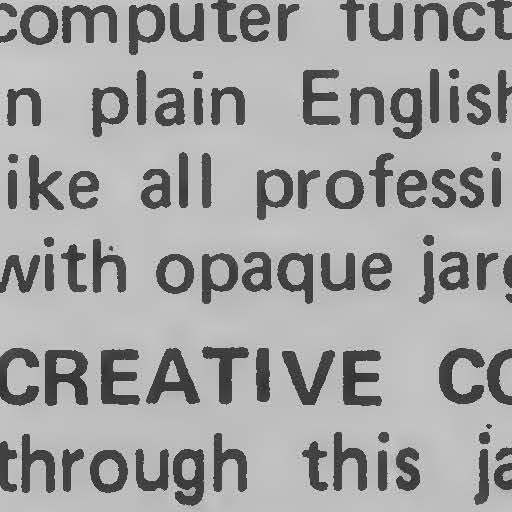 computer funct
n plain English
ike all professi
with opaque jarg
CREATIVE CO
through this ja